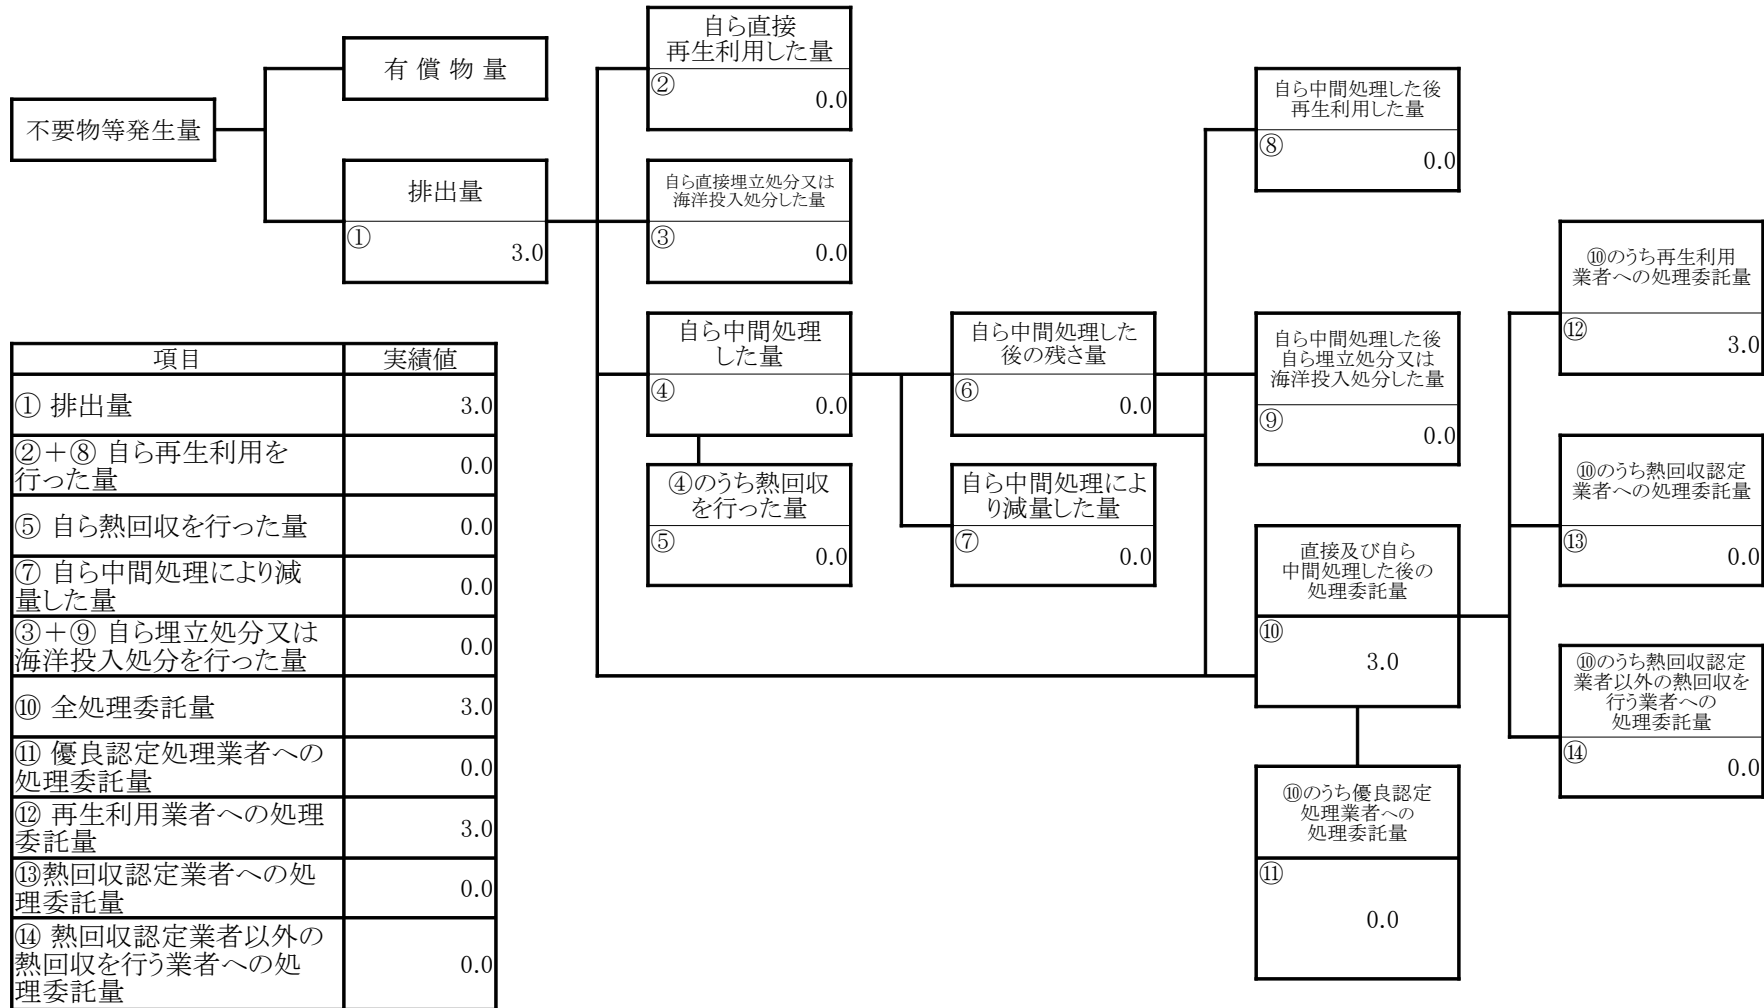 不要物等発生量
有 償 物 量
排出量
①
3.0
自ら直接
再生利用した量
②
0.0
自ら直接埋立処分又は
海洋投入処分した量
③
0.0
自ら中間処理
した量
④
0.0
④のうち熱回収
を行った量
⑤
0.0
自ら中間処理した
後の残さ量
⑥
0.0
自ら中間処理によ
り減量した量
⑦
0.0
自ら中間処理した後
再生利用した量
⑧
0.0
自ら中間処理した後
自ら埋立処分又は
海洋投入処分した量
⑨
0.0
直接及び自ら
中間処理した後の
処理委託量
⑩
3.0
⑩のうち優良認定
処理業者への
処理委託量
⑪
0.0
⑩のうち再生利用
業者への処理委託量
⑫
3.0
⑩のうち熱回収認定
業者への処理委託量
⑬
0.0
⑩のうち熱回収認定
業者以外の熱回収を
行う業者への
処理委託量
⑭
0.0
項目 実績値
① 排出量 3.0
②＋⑧ 自ら再生利用を
行った量 0.0
⑤ 自ら熱回収を行った量 0.0
⑦ 自ら中間処理により減
量した量 0.0
③＋⑨ 自ら埋立処分又は
海洋投入処分を行った量 0.0
⑩ 全処理委託量 3.0
⑪ 優良認定処理業者への
処理委託量 0.0
⑫ 再生利用業者への処理
委託量 3.0
⑬熱回収認定業者への処
理委託量 0.0
⑭ 熱回収認定業者以外の
熱回収を行う業者への処
理委託量 0.0